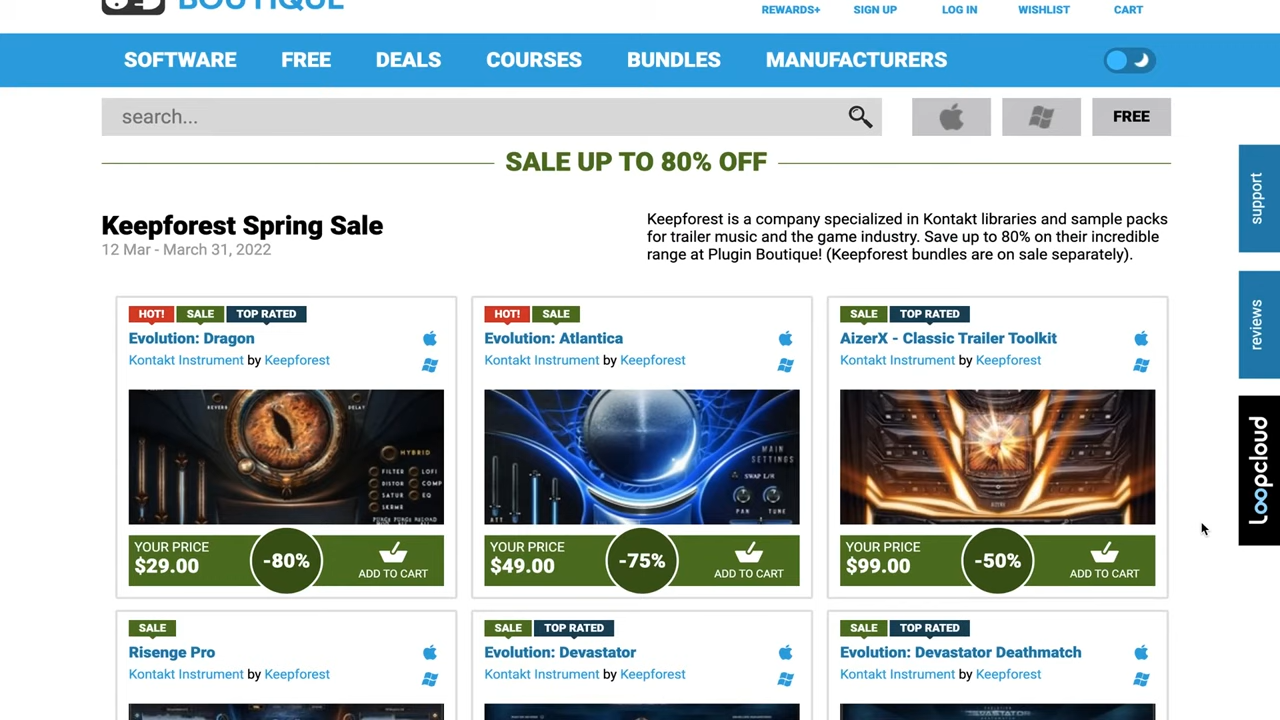 BOUTIQUE
REWARDS+ SIGN UP LOG IN WISHLIST CART
SOFTWARE FREE DEALS COURSES BUNDLES MANUFACTURERS
search...
FREE
SALE UP TO 80% OFF
Keepforest Spring Sale
12 Mar - March 31, 2022
Keepforest is a company specialized in Kontakt libraries and sample packs
for trailer music and the game industry. Save up to 80% on their incredible
range at Plugin Boutique! (Keepforest bundles are on sale separately).
support
reviews
loopcloud
HOT! SALE TOP RATED
Evolution: Dragon
Kontakt Instrument by Keepforest
REVERB DELAY
HYBRID
FILTER LOFI
DISTOR COMP
SATUR EQ
YOUR PRICE
$29.00
-80%
ADD TO CART
HOT! SALE
Evolution: Atlantica
Kontakt Instrument by Keepforest
MAIN
SETTINGS
SWAP L/R
PAN TUNE
ATT
YOUR PRICE
$49.00
-75%
ADD TO CART
SALE TOP RATED
AizerX - Classic Trailer Toolkit
Kontakt Instrument by Keepforest
YOUR PRICE
$99.00
-50%
ADD TO CART
SALE
Risenge Pro
Kontakt Instrument by Keepforest
SALE TOP RATED
Evolution: Devastator
Kontakt Instrument by Keepforest
SALE TOP RATED
Evolution: Devastator Deathmatch
Kontakt Instrument by Keepforest
DEVASTATOR